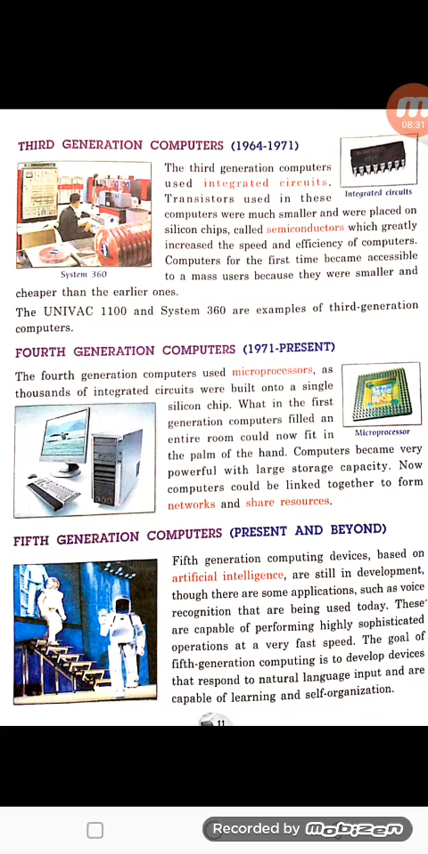 08:31
THIRD GENERATION COMPUTERS (1964-1971)
The third generation computers
used integrated circuits.
Integrated circuits
Transistors used in these
computers were much smaller and were placed on
silicon chips, called semiconductors which greatly
increased the speed and efficiency of computers.
Computers for the first time became accessible
System 360
to a mass users because they were smaller and
cheaper than the earlier ones.
The UNIVAC 1100 and System 360 are examples of third-generation
computers.
FOURTH GENERATION COMPUTERS (1971-PRESENT)
The fourth generation computers used microprocessors, as
thousands of integrated circuits were built onto a single
silicon chip. What in the first
generation computers filled an
entire room could now fit in
Microprocessor
the palm of the hand. Computers became very
powerful with large storage capacity. Now
computers could be linked together to form
networks and share resources.
FIFTH GENERATION COMPUTERS (PRESENT AND BEYOND)
Fifth generation computing devices, based on
artificial intelligence, are still in development,
though there are some applications, such as voice
recognition that are being used today. These
are capable of performing highly sophisticated
operations at a very fast speed. The goal of
fifth-generation computing is to develop devices
that respond to natural language input and are
capable of learning and self-organization.
11
Recorded by Mobizen